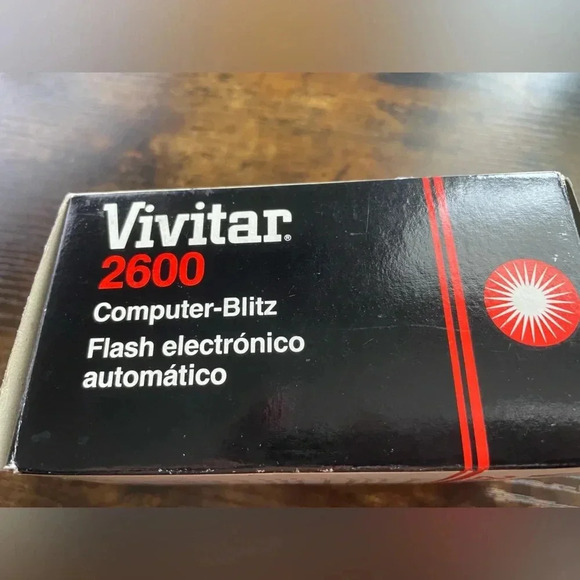 Vivitar®
2600
Computer-Blitz
Flash electrónico
automático